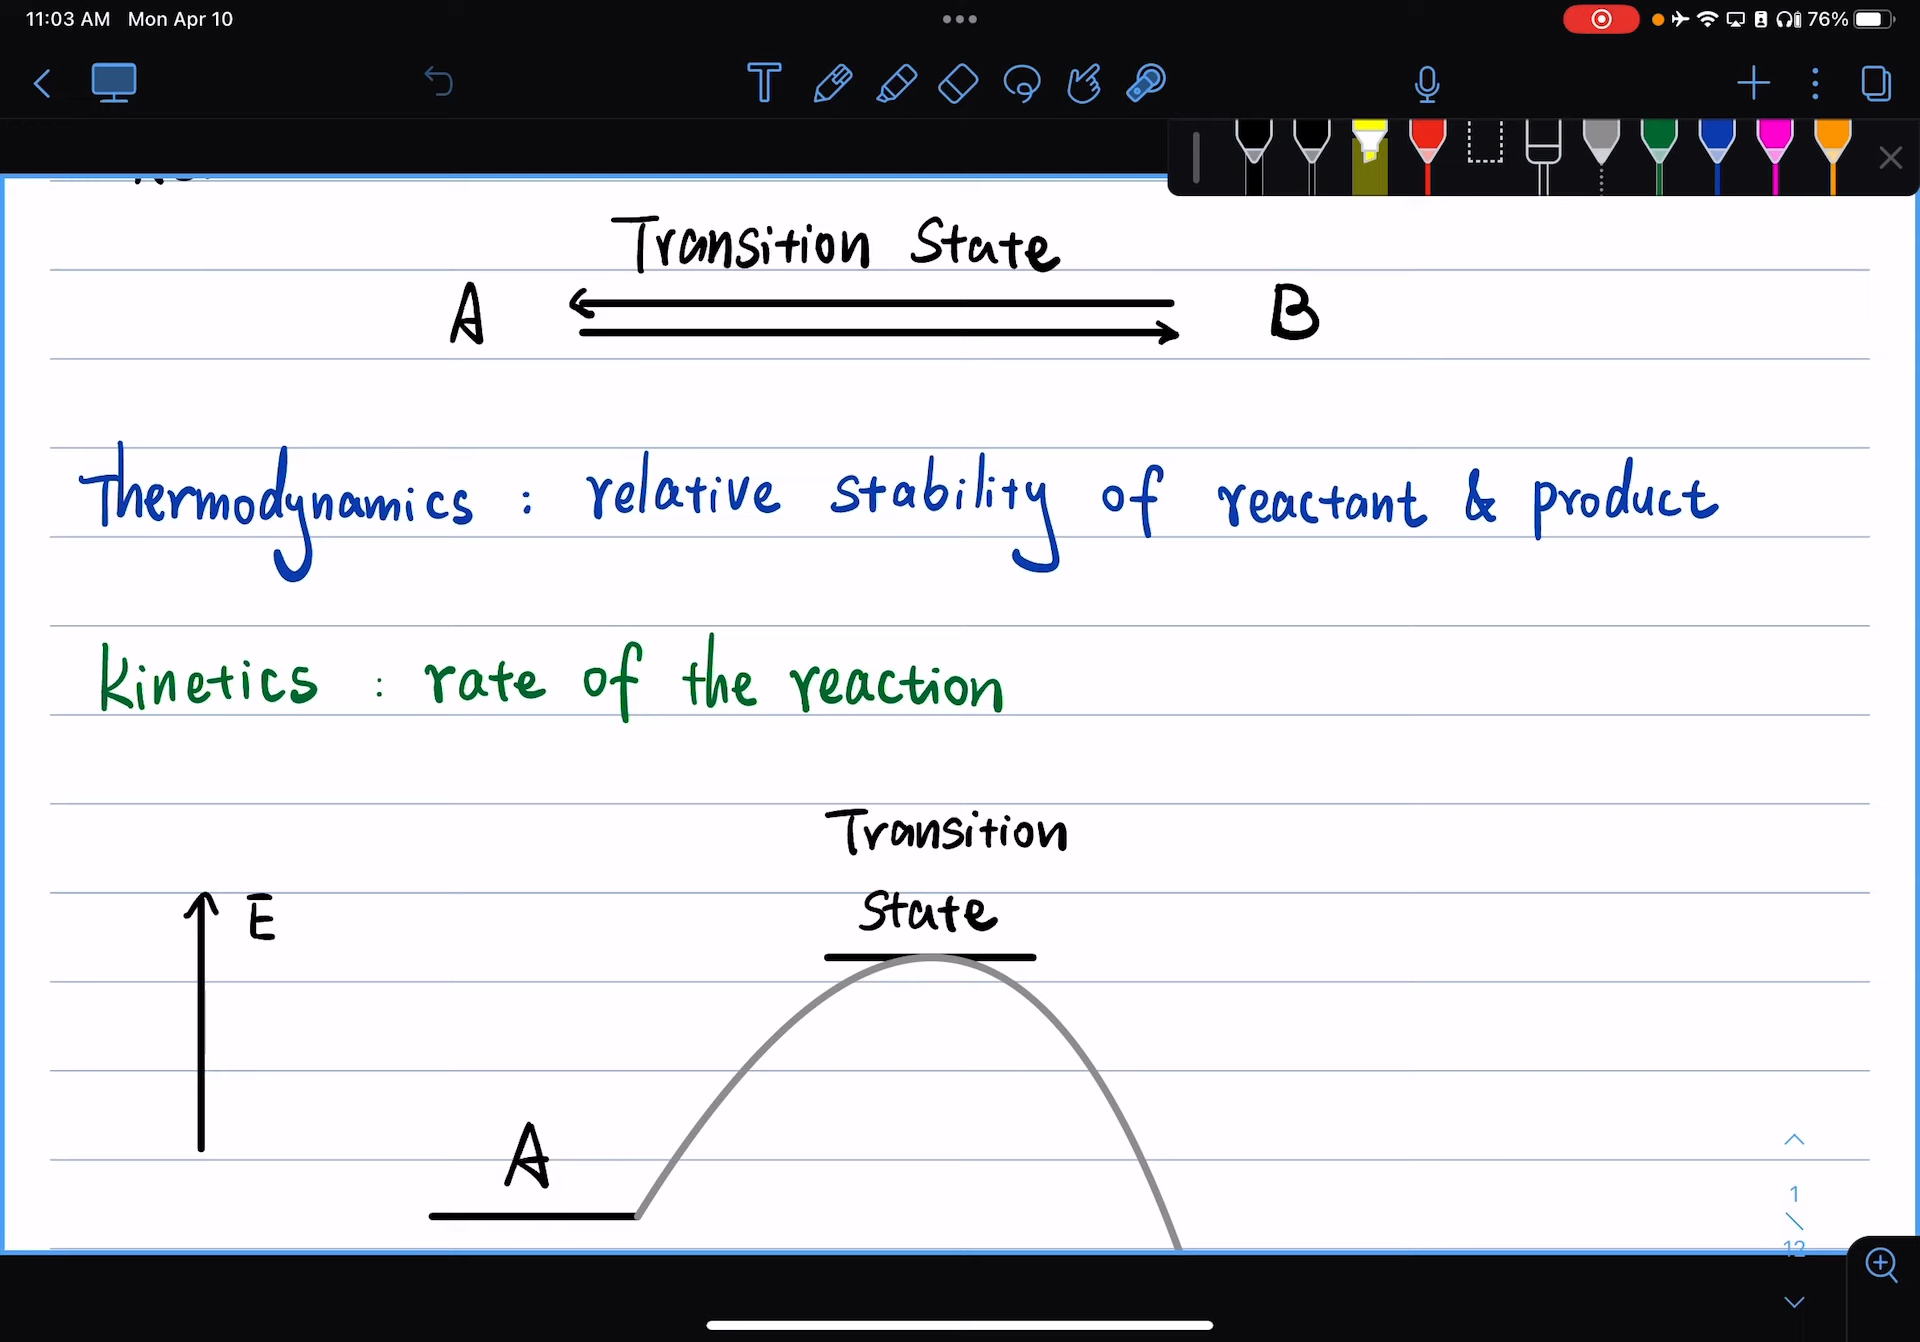 11:03 AM Mon Apr 10
76%
Transition State
A B
Thermodynamics : relative stability of reactant & product
Kinetics : rate of the reaction
Transition
State
E
A
1
12